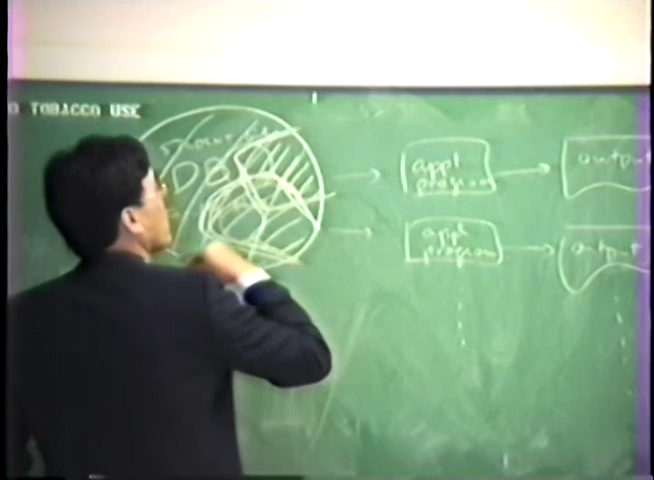 O TOBACCO USE
DB
appl
program
output
appl
program
output